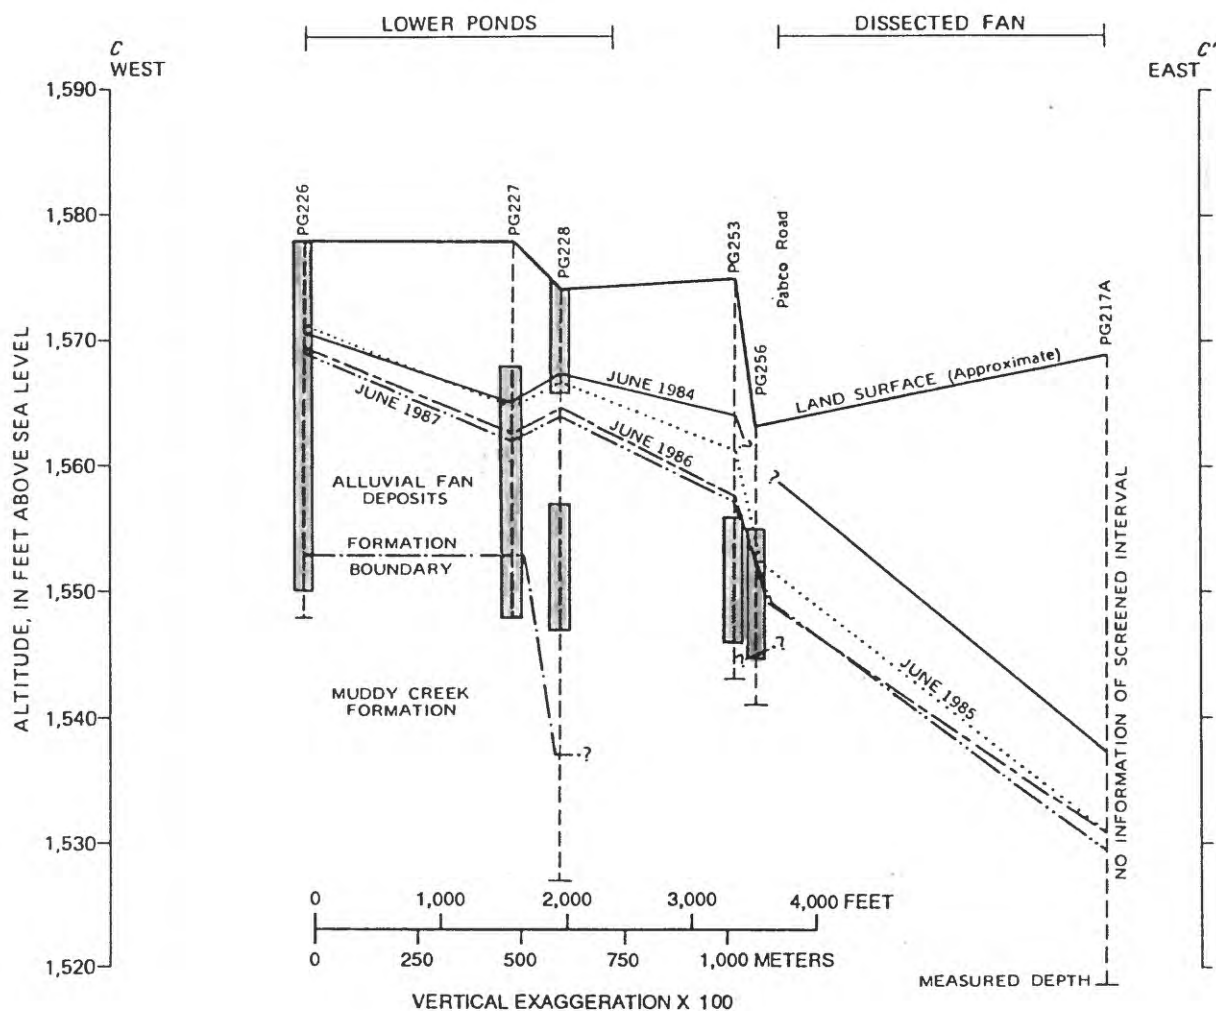 LOWER PONDS
DISSECTED FAN
C
WEST
C'
EAST
1,590
1,580
1,570
1,560
1,550
1,540
1,530
1,520
ALTITUDE, IN FEET ABOVE SEA LEVEL
PG226
PG227
PG228
PG253
Pabco Road
PG256
PG217A
JUNE 1984
LAND SURFACE (Approximate)
JUNE 1987
JUNE 1986
?
?
ALLUVIAL FAN
DEPOSITS
FORMATION
BOUNDARY
?
?
JUNE 1985
MUDDY CREEK
FORMATION
?
NO INFORMATION OF SCREENED INTERVAL
0 1,000 2,000 3,000 4,000 FEET
0 250 500 750 1,000 METERS
MEASURED DEPTH
VERTICAL EXAGGERATION X 100